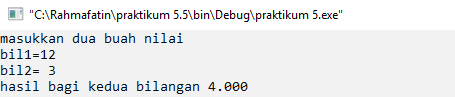 "C:\Rahmafatin\praktikum 5.5\bin\Debug\praktikum 5.exe"
masukkan dua buah nilai
bil1=12
bil2= 3
hasil bagi kedua bilangan 4.000